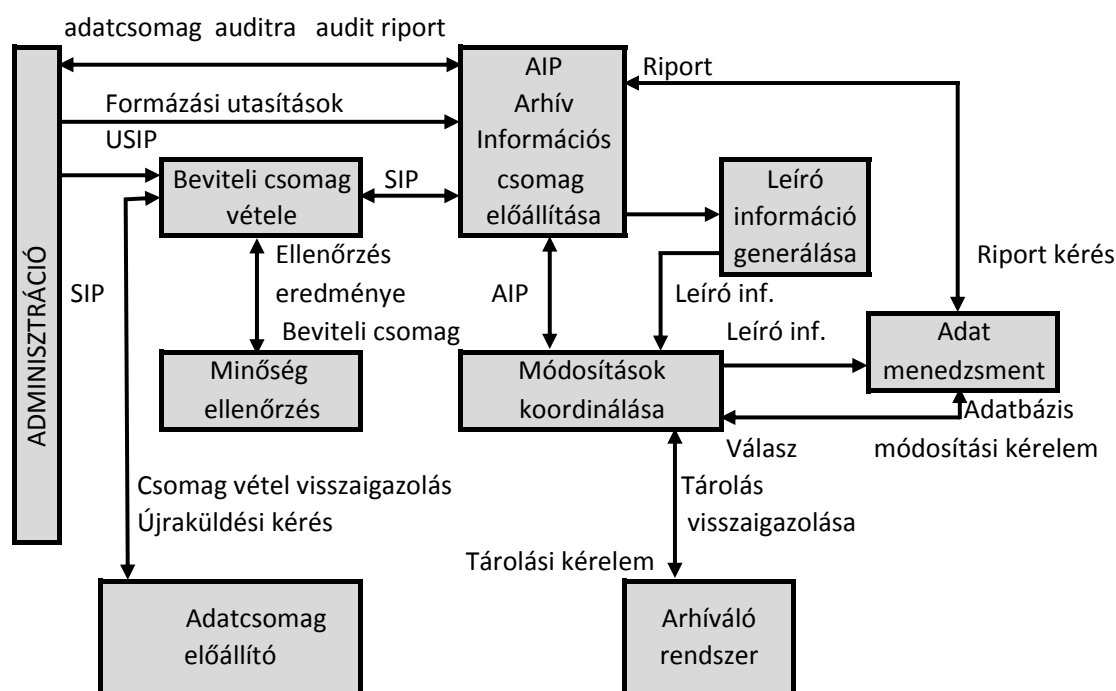 adatcsomag auditra audit riport
ADMINISZTRÁCIÓ
AIP
Arhív
Információs
csomag
előállítása
Riport
Formázási utasítások
USIP
Beviteli csomag
vétele
SIP
Leíró
információ
generálása
Riport kérés
SIP
Ellenőrzés
eredménye
Beviteli csomag
AIP
Leíró inf.
Leíró inf.
Adat
menedzsment
Minőség
ellenőrzés
Módosítások
koordinálása
Válasz
Adatbázis
módosítási kérelem
Csomag vétel visszaigazolás
Újraküldési kérés
Tárolás
visszaigazolása
Tárolási kérelem
Adatcsomag
előállító
Arhíváló
rendszer